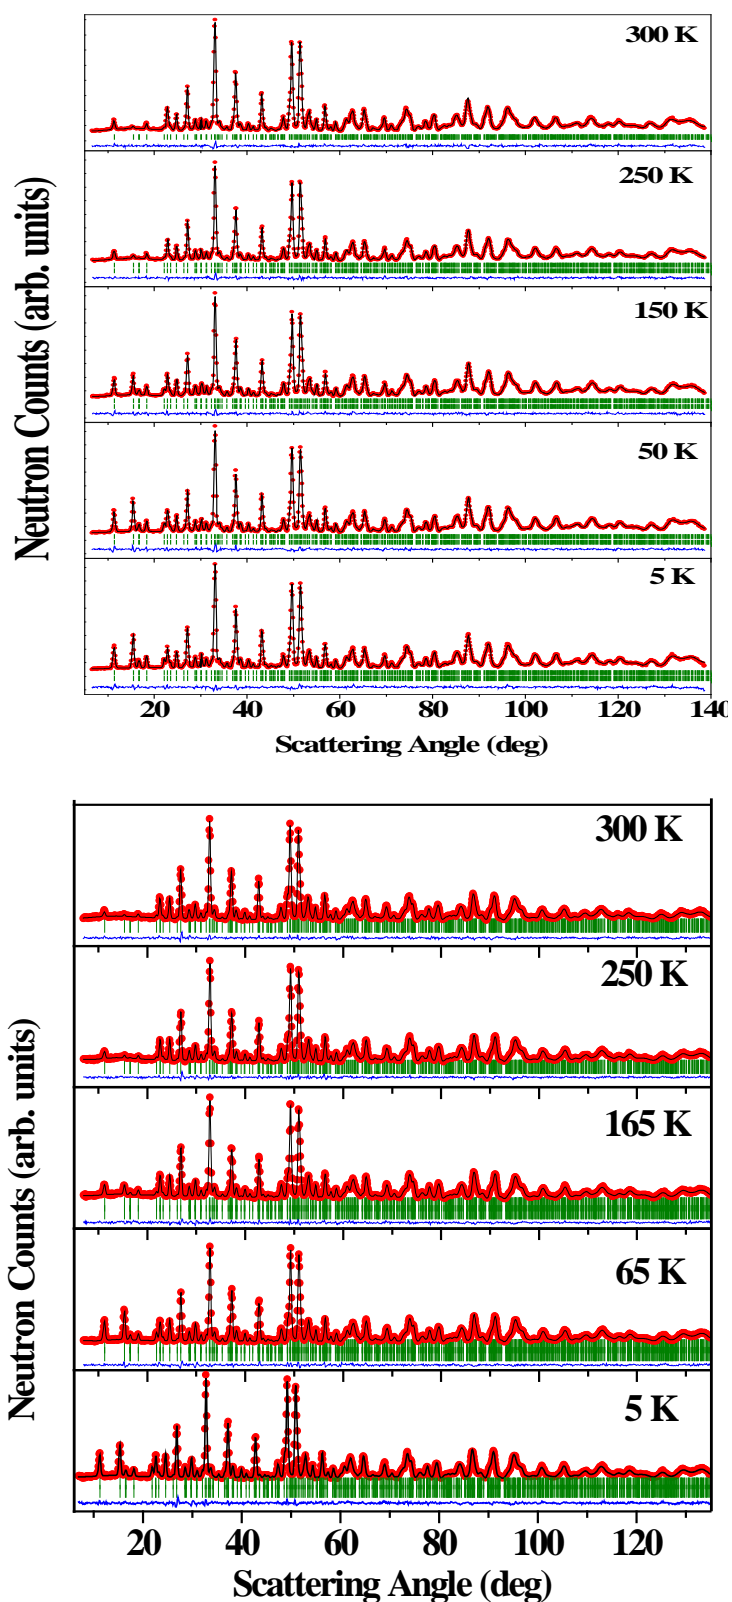 300 K
250 K
150 K
50 K
5 K
Neutron Counts (arb. units)
20 40 60 80 100 120 140
Scattering Angle (deg)
300 K
250 K
165 K
65 K
5 K
Neutron Counts (arb. units)
20 40 60 80 100 120
Scattering Angle (deg)